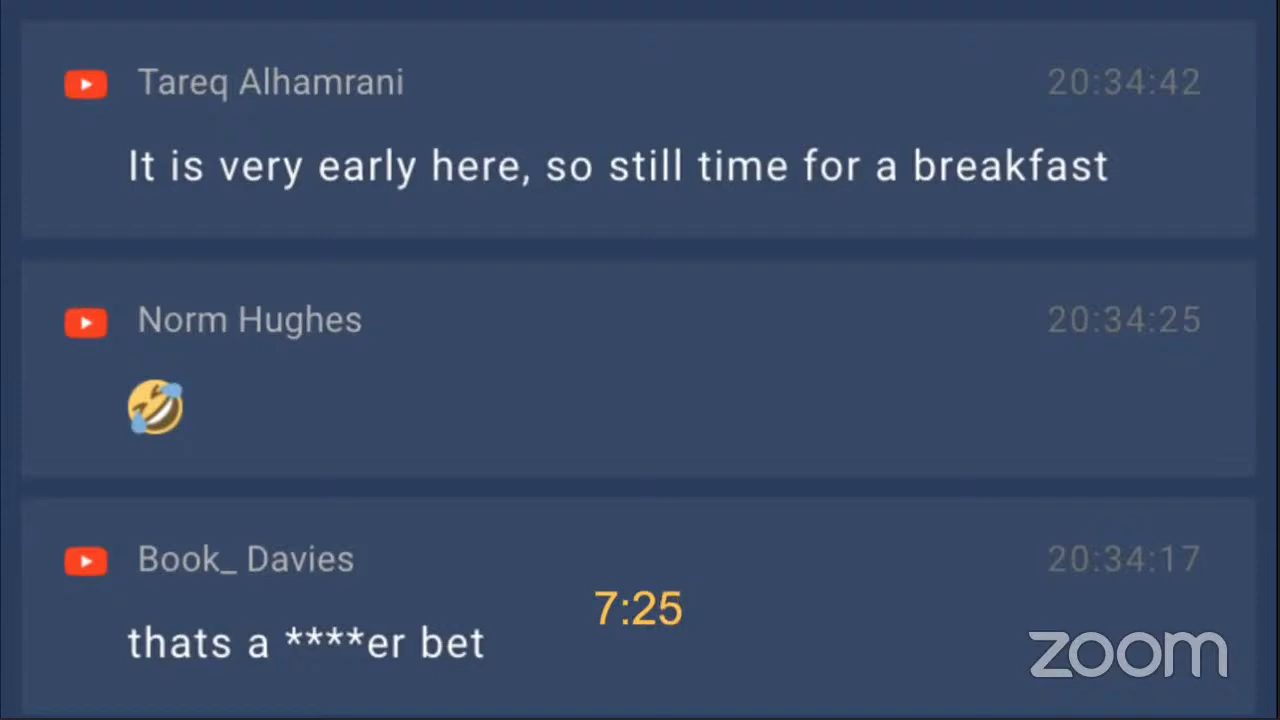 Tareq Alhamrani 20:34:42
It is very early here, so still time for a breakfast
Norm Hughes 20:34:25
🤣
Book_ Davies 20:34:17
7:25
thats a ****er bet
zoom